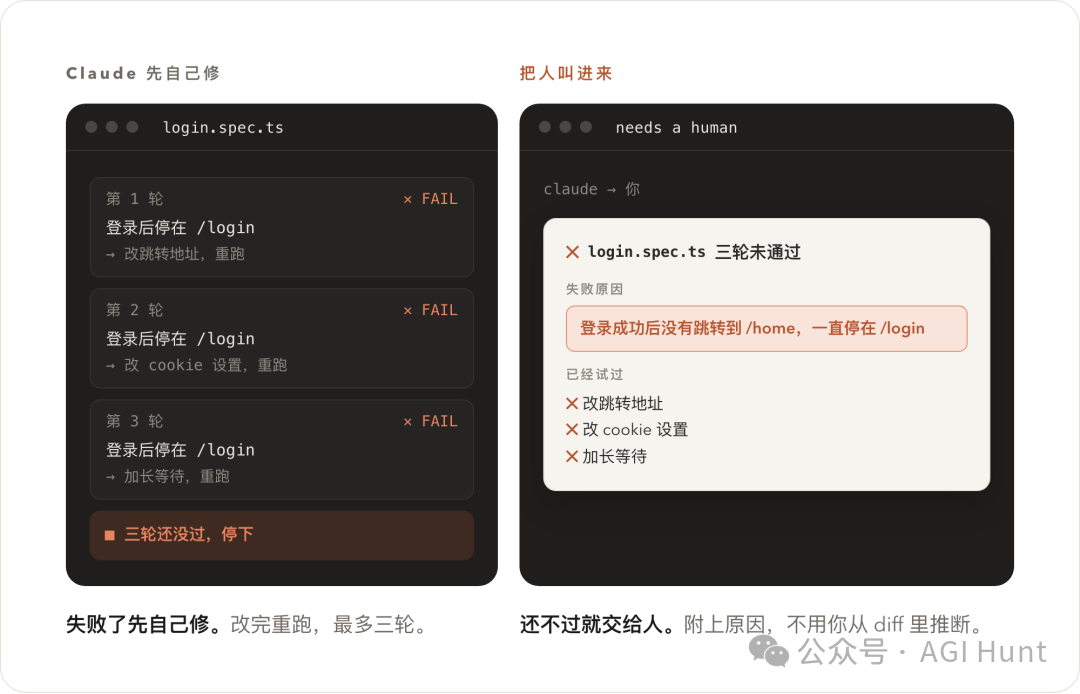 Claude 先自己修
login.spec.ts
第 1 轮 × FAIL
登录后停在 /login
→ 改跳转地址，重跑
第 2 轮 × FAIL
登录后停在 /login
→ 改 cookie 设置，重跑
第 3 轮 × FAIL
登录后停在 /login
→ 加长等待，重跑
■ 三轮还没过，停下
失败了先自己修。改完重跑，最多三轮。
把人叫进来
needs a human
claude → 你
× login.spec.ts 三轮未通过
失败原因
登录成功后没有跳转到 /home，一直停在 /login
已经试过
× 改跳转地址
× 改 cookie 设置
× 加长等待
还不过就交给人。附上原因，不用你从 diff 里推断。
公众号 · AGI Hunt